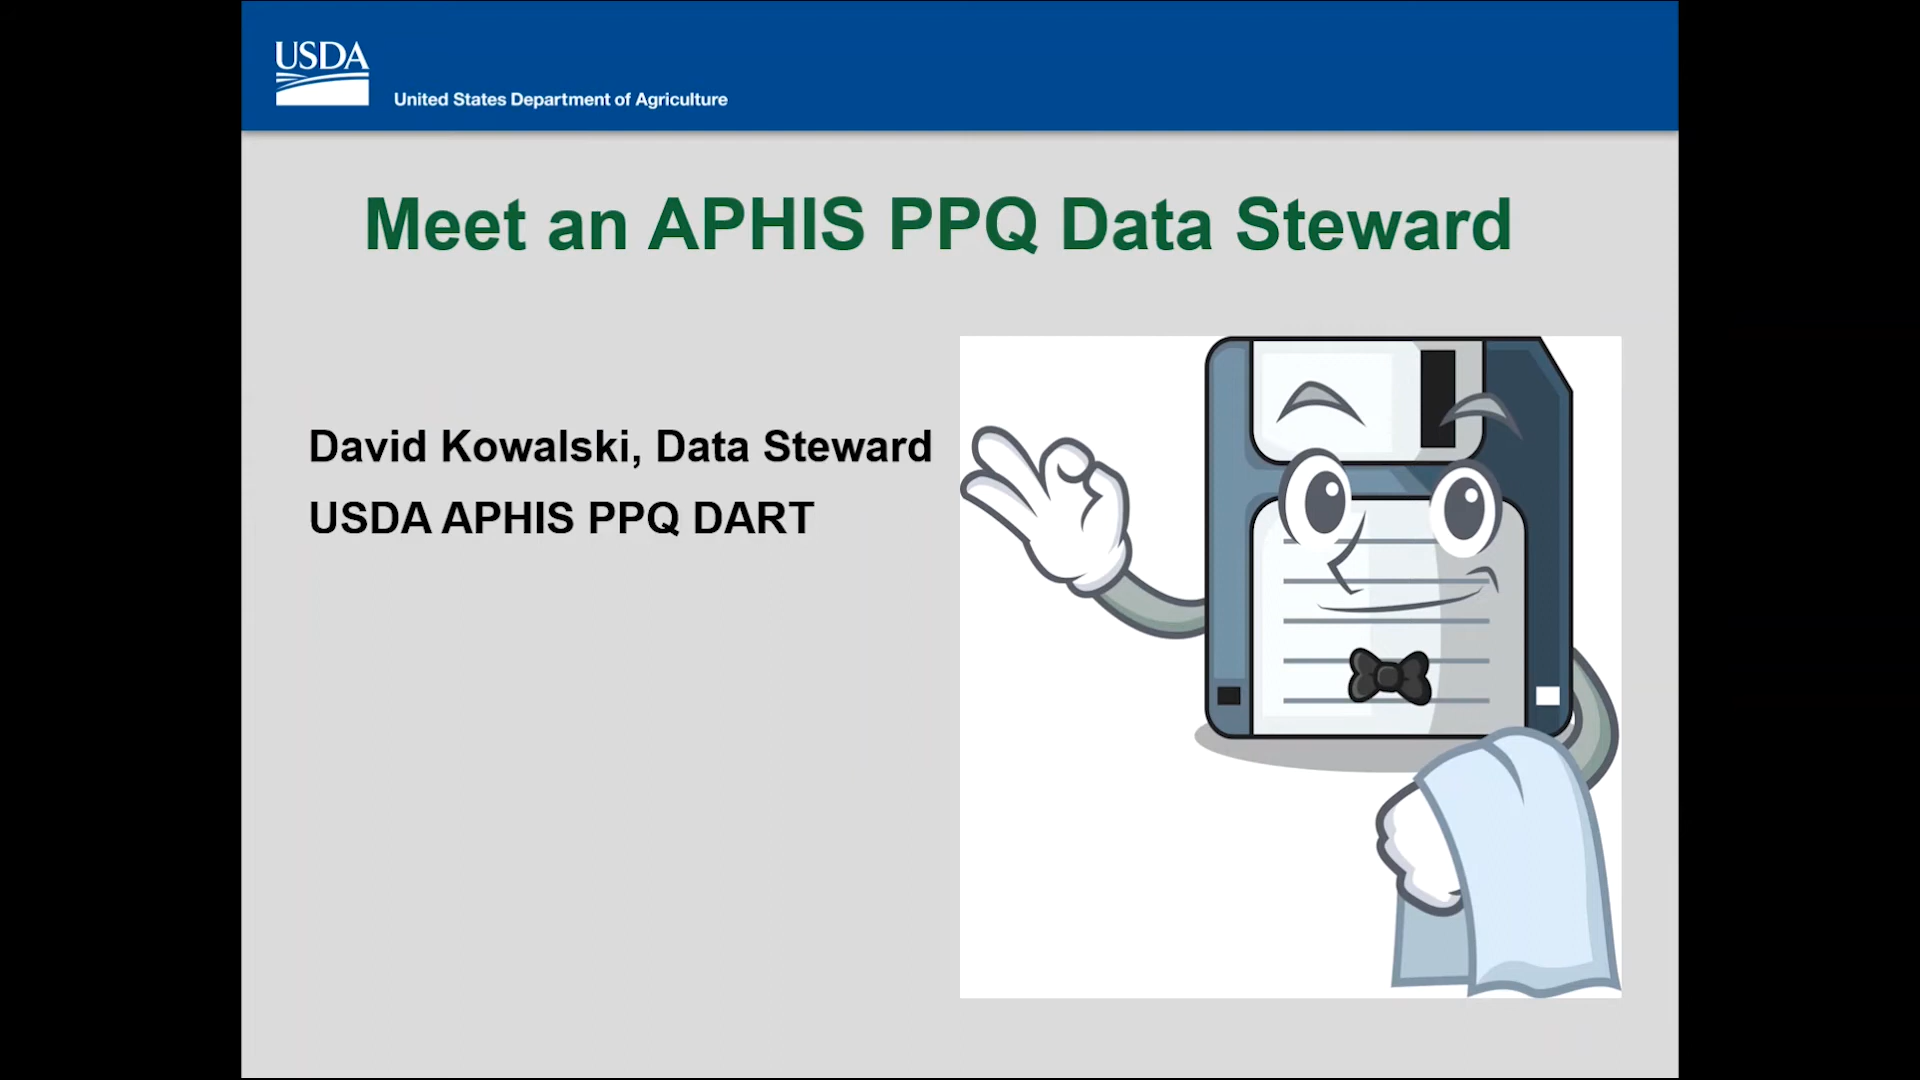 USDA
United States Department of Agriculture
Meet an APHIS PPQ Data Steward
David Kowalski, Data Steward
USDA APHIS PPQ DART